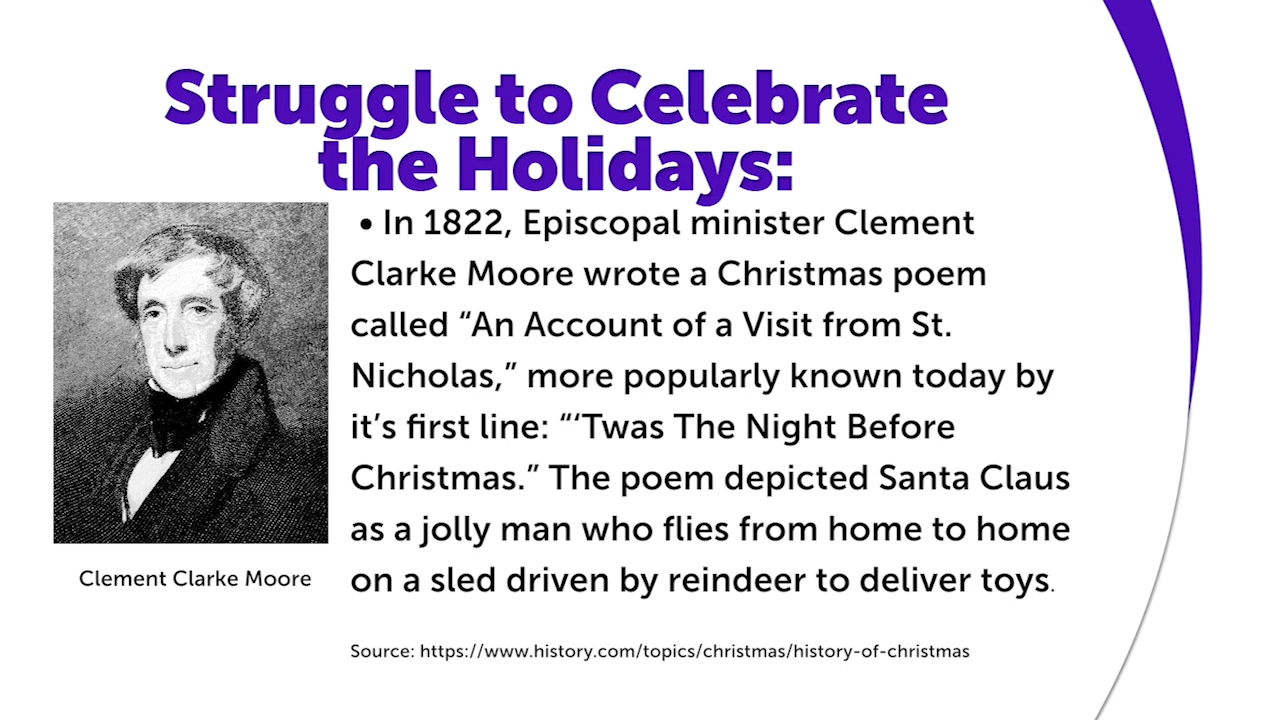 Struggle to Celebrate
the Holidays:
• In 1822, Episcopal minister Clement
Clarke Moore wrote a Christmas poem
called “An Account of a Visit from St.
Nicholas,” more popularly known today by
it’s first line: “‘Twas The Night Before
Christmas.” The poem depicted Santa Claus
as a jolly man who flies from home to home
on a sled driven by reindeer to deliver toys.
Clement Clarke Moore
Source: https://www.history.com/topics/christmas/history-of-christmas